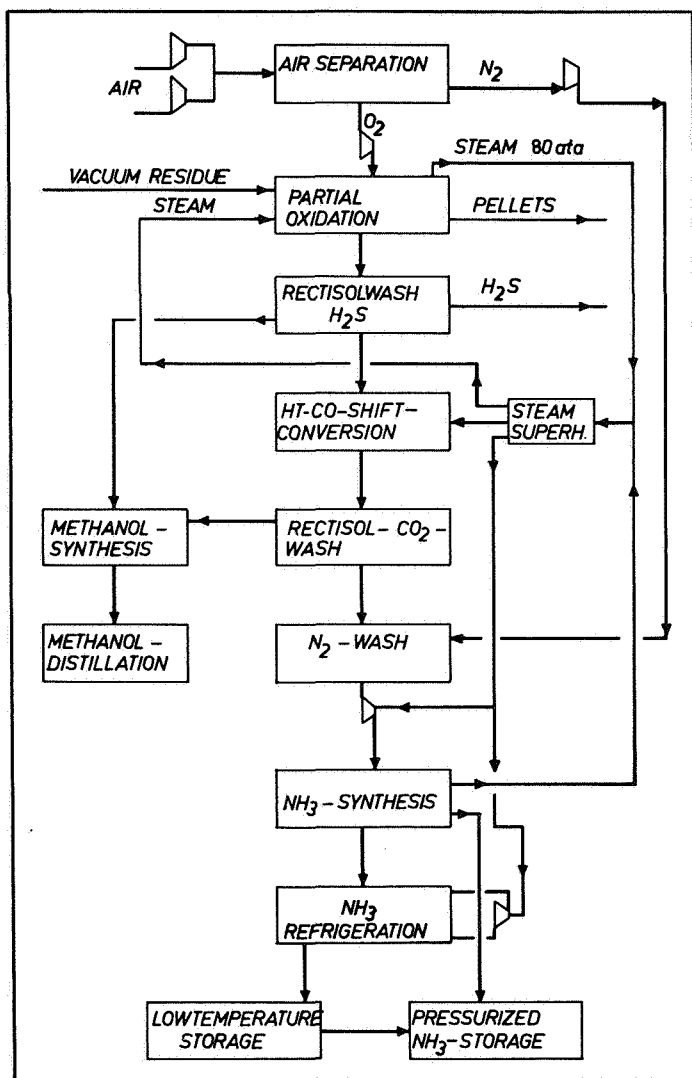 AIR SEPARATION
N2
AIR
O2
STEAM 80 ata
VACUUM RESIDUE
PARTIAL
OXIDATION
STEAM
PELLETS
RECTISOLWASH
H2S
H2S
HT-CO-SHIFT-
CONVERSION
STEAM
SUPERH.
METHANOL-
SYNTHESIS
RECTISOL-CO2-
WASH
METHANOL-
DISTILLATION
N2-WASH
NH3-SYNTHESIS
NH3
REFRIGERATION
LOWTEMPERATURE
STORAGE
PRESSURIZED
NH3-STORAGE